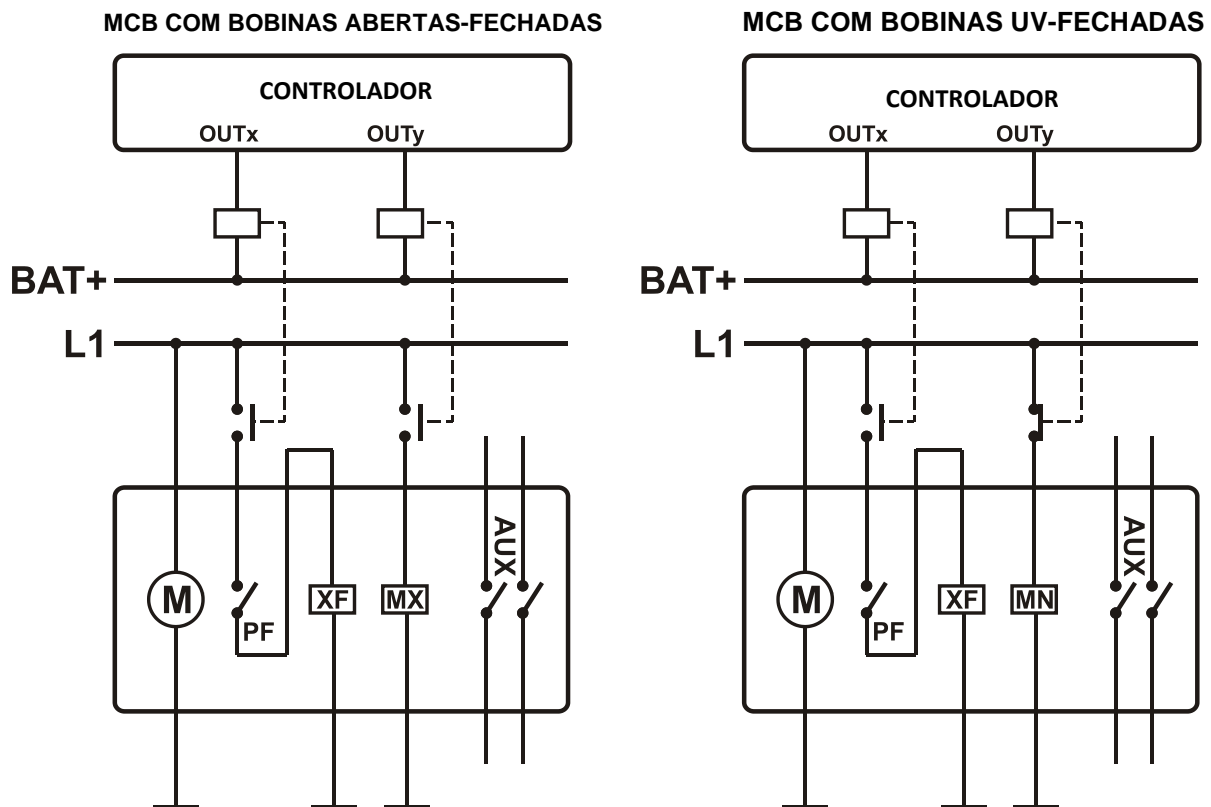 MCB COM BOBINAS ABERTAS-FECHADAS
CONTROLADOR
OUTx OUTy
BAT+
L1
AUX
M
PF
XF
MX
MCB COM BOBINAS UV-FECHADAS
CONTROLADOR
OUTx OUTy
BAT+
L1
AUX
M
PF
XF
MN